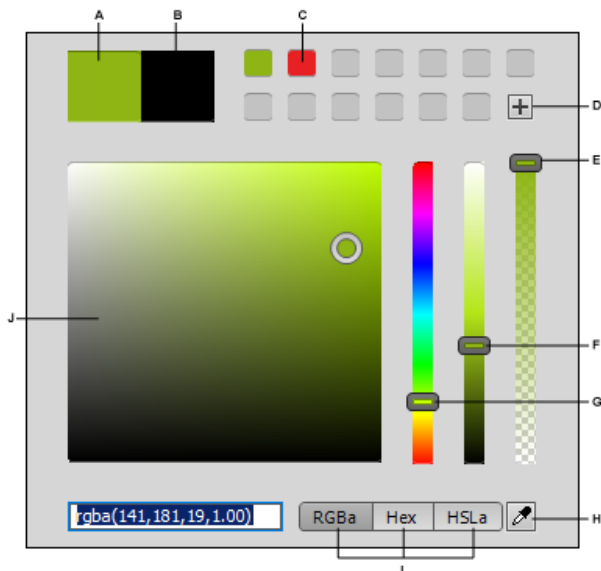 A
B
C
D
E
J
F
G
rgba(141,181,19,1.00)
RGBa
Hex
HSLa
H
I